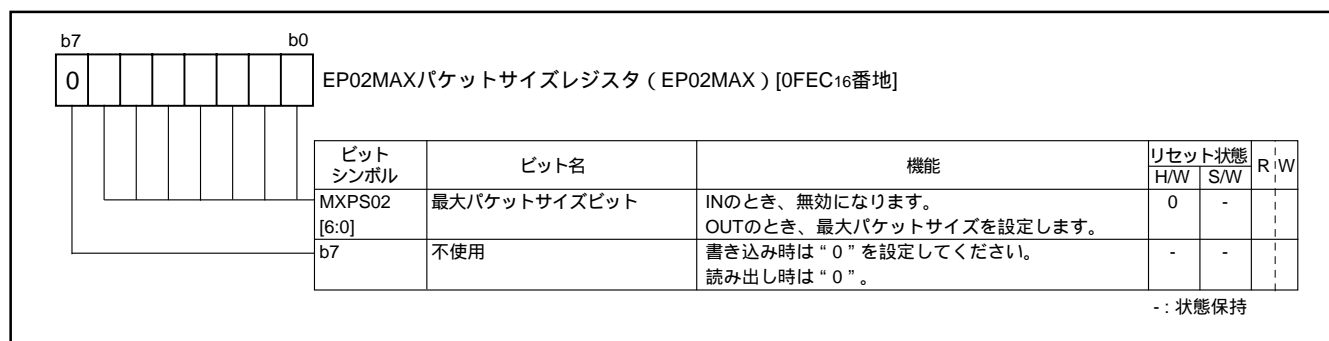 b7 b0
0 EP02MAXパケットサイズレジスタ ( EP02MAX ) [0FEC16番地]
ビットシンボル ビット名 機能 リセット状態 R W
H/W S/W
MXPS02 最大パケットサイズビット INのとき、無効になります。 0 -
[6:0] OUTのとき、最大パケットサイズを設定します。
b7 不使用 書き込み時は “ 0 ” を設定してください。 - -
読み出し時は “ 0 ” 。
- : 状態保持